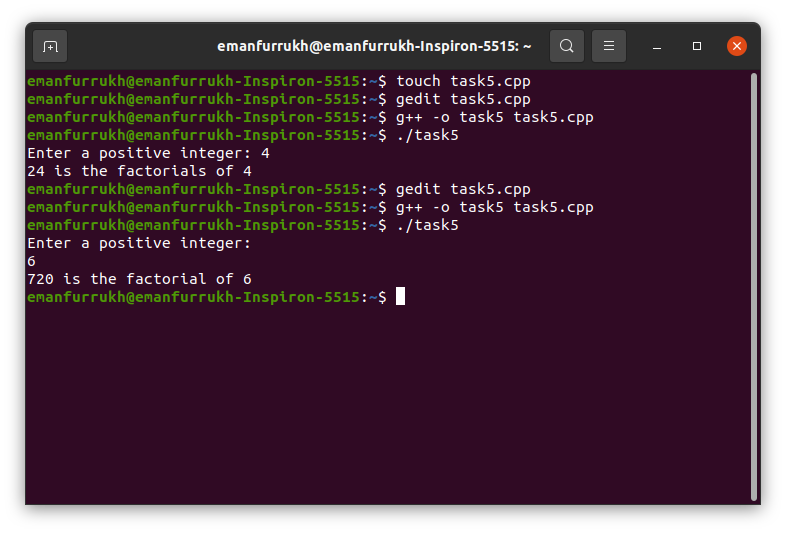 emanfurrukh@emanfurrukh-Inspiron-5515: ~
emanfurrukh@emanfurrukh-Inspiron-5515:~$ touch task5.cpp
emanfurrukh@emanfurrukh-Inspiron-5515:~$ gedit task5.cpp
emanfurrukh@emanfurrukh-Inspiron-5515:~$ g++ -o task5 task5.cpp
emanfurrukh@emanfurrukh-Inspiron-5515:~$ ./task5
Enter a positive integer: 4
24 is the factorials of 4
emanfurrukh@emanfurrukh-Inspiron-5515:~$ gedit task5.cpp
emanfurrukh@emanfurrukh-Inspiron-5515:~$ g++ -o task5 task5.cpp
emanfurrukh@emanfurrukh-Inspiron-5515:~$ ./task5
Enter a positive integer:
6
720 is the factorial of 6
emanfurrukh@emanfurrukh-Inspiron-5515:~$